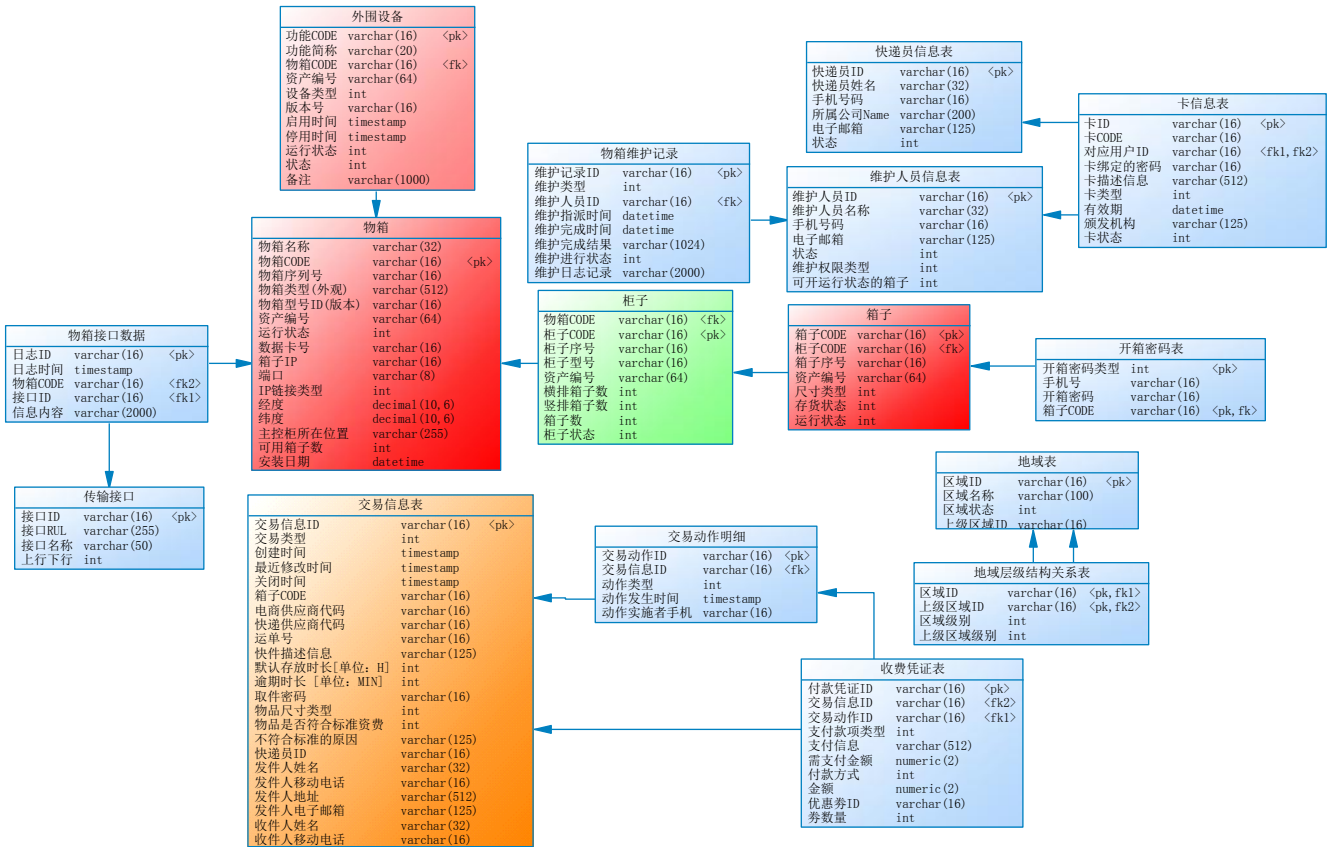 外围设备
功能CODE varchar(16) <pk>
功能简称 varchar(20)
物箱CODE varchar(16) <fk>
资产编号 varchar(64)
设备类型 int
版本号 varchar(16)
启用时间 timestamp
停用时间 timestamp
运行状态 int
状态 int
备注 varchar(1000)
快递员信息表
快递员ID varchar(16) <pk>
快递员姓名 varchar(32)
手机号码 varchar(16)
所属公司Name varchar(200)
电子邮箱 varchar(125)
状态 int
卡信息表
卡ID varchar(16) <pk>
卡CODE varchar(16)
对应用户ID varchar(16) <fk1,fk2>
卡绑定的密码 varchar(16)
卡描述信息 varchar(512)
卡类型 int
有效期 datetime
颁发机构 varchar(125)
卡状态 int
物箱维护记录
维护记录ID varchar(16) <pk>
维护类型 int
维护人员ID varchar(16) <fk>
维护指派时间 datetime
维护完成时间 datetime
维护完成结果 varchar(1024)
维护进行状态 int
维护日志记录 varchar(2000)
维护人员信息表
维护人员ID varchar(16) <pk>
维护人员名称 varchar(32)
手机号码 varchar(16)
电子邮箱 varchar(125)
状态 int
维护权限类型 int
可开运行状态的箱子 int
物箱
物箱名称 varchar(32)
物箱CODE varchar(16) <pk>
物箱序列号 varchar(16)
物箱类型(外观) varchar(512)
物箱型号ID(版本) varchar(16)
资产编号 varchar(64)
运行状态 int
数据卡号 varchar(16)
箱子IP varchar(16)
端口 varchar(8)
IP链接类型 int
经度 decimal(10,6)
纬度 decimal(10,6)
主控柜所在位置 varchar(255)
可用箱子数 int
安装日期 datetime
柜子
物箱CODE varchar(16) <fk>
柜子CODE varchar(16) <pk>
柜子序号 varchar(16)
柜子型号 varchar(16)
资产编号 varchar(64)
横排箱子数 int
竖排箱子数 int
箱子数 int
柜子状态 int
箱子
箱子CODE varchar(16) <pk>
柜子CODE varchar(16) <fk>
箱子序号 varchar(16)
资产编号 varchar(64)
尺寸类型 int
存货状态 int
运行状态 int
开箱密码表
开箱密码类型 int <pk>
手机号 varchar(16)
开箱密码 varchar(16)
箱子CODE varchar(16) <pk,fk>
物箱接口数据
日志ID varchar(16) <pk>
日志时间 timestamp
物箱CODE varchar(16) <fk2>
接口ID varchar(16) <fk1>
信息内容 varchar(2000)
传输接口
接口ID varchar(16) <pk>
接口RUL varchar(255)
接口名称 varchar(50)
上行下行 int
交易信息表
交易信息ID varchar(16) <pk>
交易类型 int
创建时间 timestamp
最近修改时间 timestamp
关闭时间 timestamp
箱子CODE varchar(16)
电商供应商代码 varchar(16)
快递供应商代码 varchar(16)
运单号 varchar(16)
快件描述信息 varchar(125)
默认存放时长[单位：H] int
逾期时长 [单位：MIN] int
取件密码 varchar(16)
物品尺寸类型 int
物品是否符合标准资费 int
不符合标准的原因 varchar(125)
快递员ID varchar(16)
发件人姓名 varchar(32)
发件人移动电话 varchar(16)
发件人地址 varchar(512)
发件人电子邮箱 varchar(125)
收件人姓名 varchar(32)
收件人移动电话 varchar(16)
交易动作明细
交易动作ID varchar(16) <pk>
交易信息ID varchar(16) <fk>
动作类型 int
动作发生时间 timestamp
动作实施者手机 varchar(16)
地域表
区域ID varchar(16) <pk>
区域名称 varchar(100)
区域状态 int
上级区域ID varchar(16)
地域层级结构关系表
区域ID varchar(16) <pk,fk1>
上级区域ID varchar(16) <pk,fk2>
区域级别 int
上级区域级别 int
收费凭证表
付款凭证ID varchar(16) <pk>
交易信息ID varchar(16) <fk2>
交易动作ID varchar(16) <fk1>
支付款项类型 int
支付信息 varchar(512)
需支付金额 numeric(2)
付款方式 int
金额 numeric(2)
优惠券ID varchar(16)
券数量 int